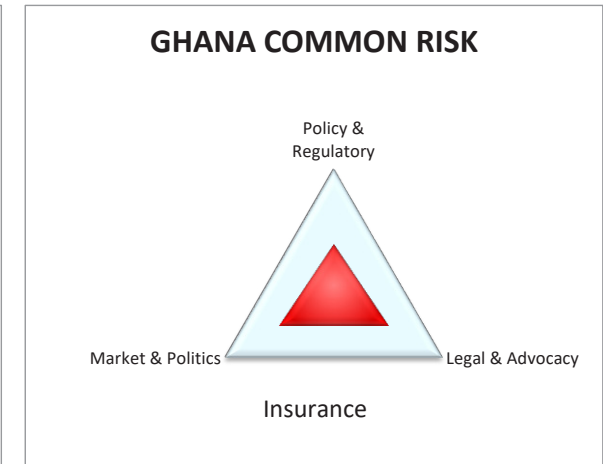 GHANA COMMON RISK
Policy &
Regulatory
Market & Politics
Legal & Advocacy
Insurance